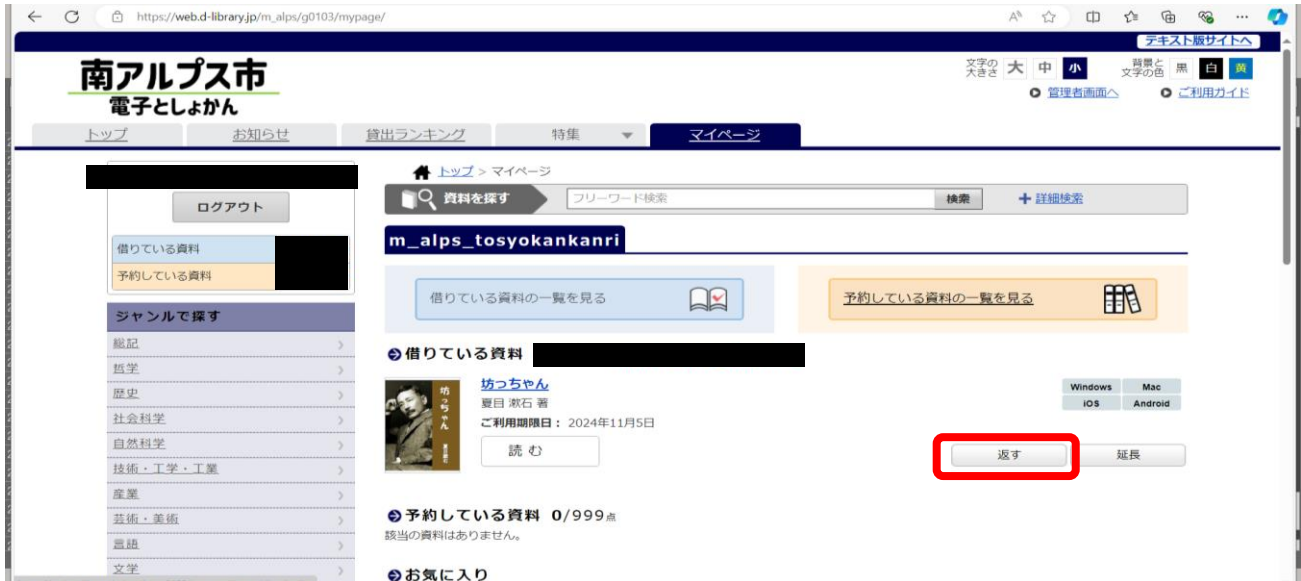 https://web.d-library.jp/m_alps/g0103/mypage/
テキスト版サイトへ
南アルプス市
電子としょかん
文字の大きさ 大 中 小 背景と文字の色 黒 白 黄
管理者画面へ ご利用ガイド
トップ お知らせ 貸出ランキング 特集 マイページ
トップ > マイページ
資料を探す フリーワード検索 検索 詳細検索
ログアウト
借りている資料
予約している資料
ジャンルで探す
総記
哲学
歴史
社会科学
自然科学
技術・工学・工業
産業
芸術・美術
言語
文学
m_alps_tosyokankanri
借りている資料の一覧を見る 予約している資料の一覧を見る
借りている資料
坊っちゃん
坊っちゃん
夏目 漱石 著
ご利用期限日： 2024年11月5日
読む
Windows Mac
iOS Android
返す 延長
予約している資料 0/999点
該当の資料はありません。
お気に入り